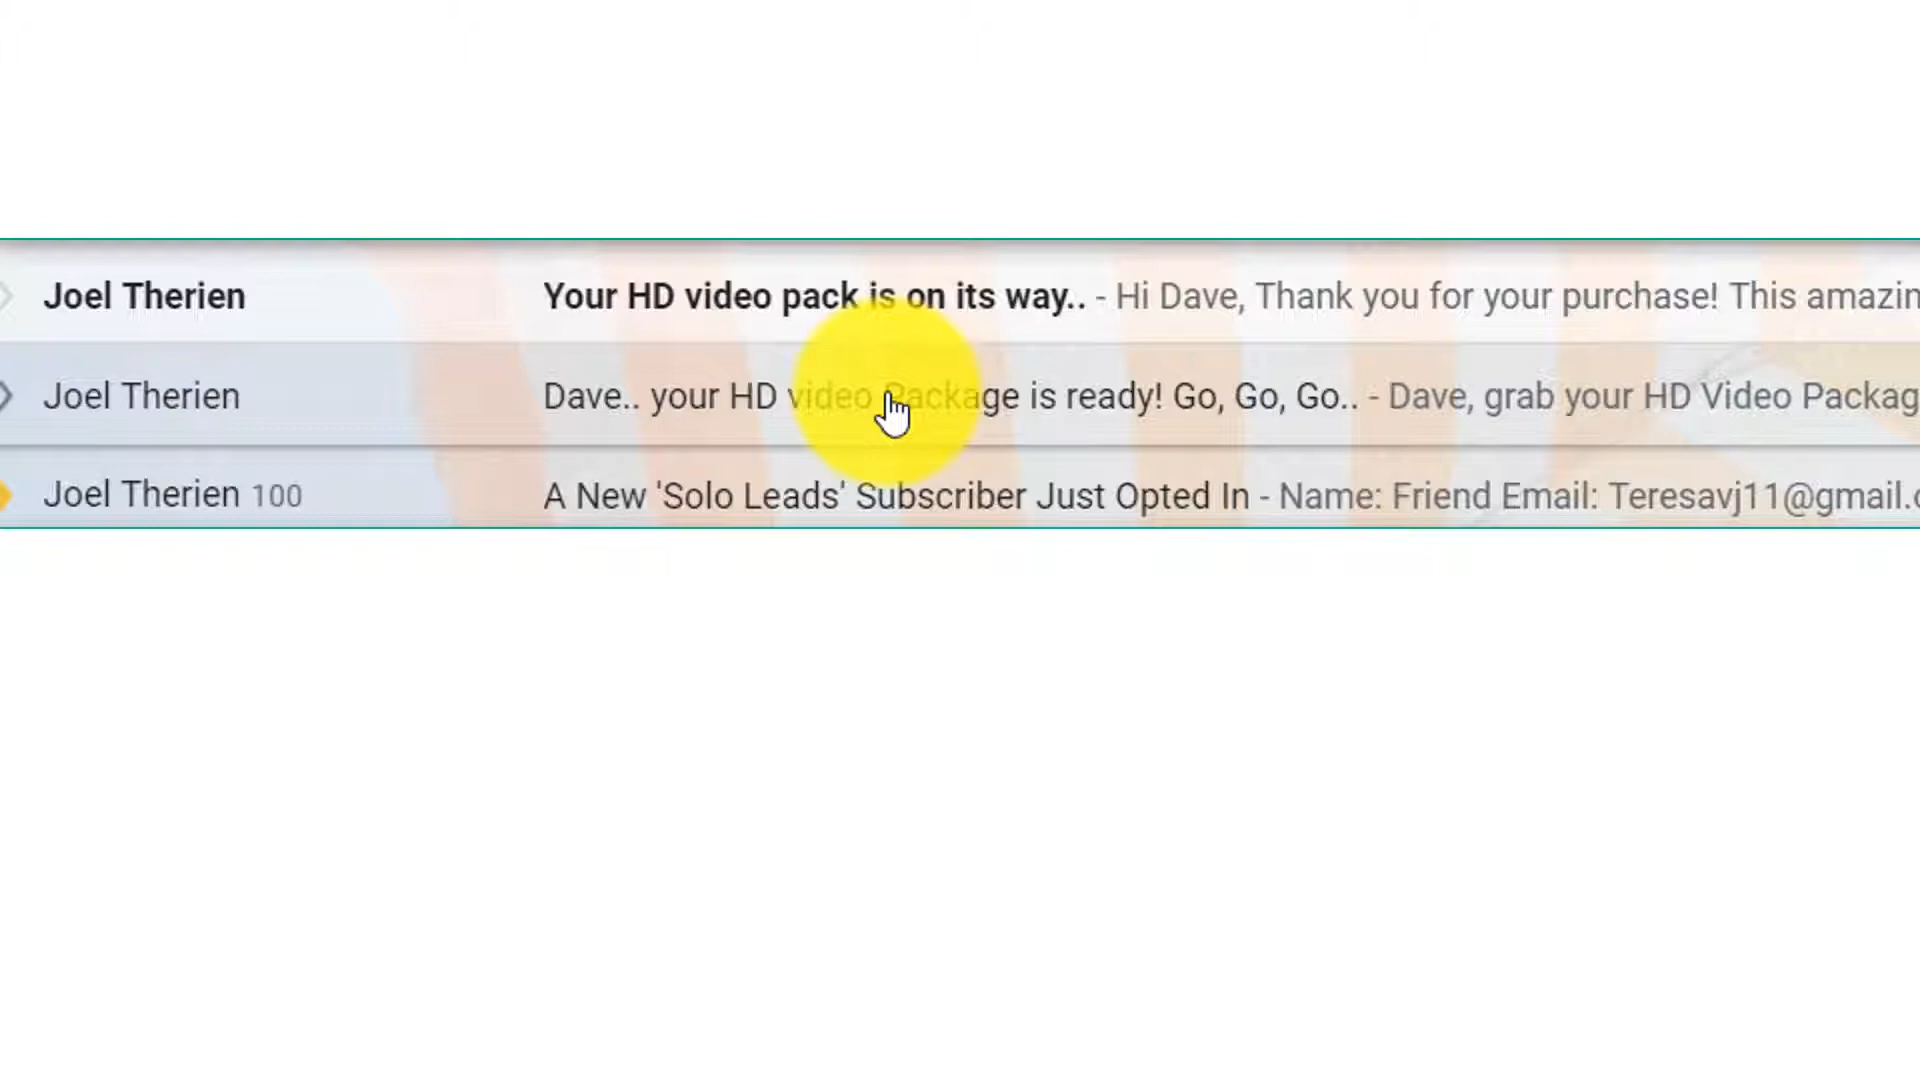 Joel Therien Your HD video pack is on its way.. - Hi Dave, Thank you for your purchase! This amazin
Joel Therien Dave.. your HD video Package is ready! Go, Go, Go.. - Dave, grab your HD Video Packag
Joel Therien 100 A New 'Solo Leads' Subscriber Just Opted In - Name: Friend Email: Teresavj11@gmail.c